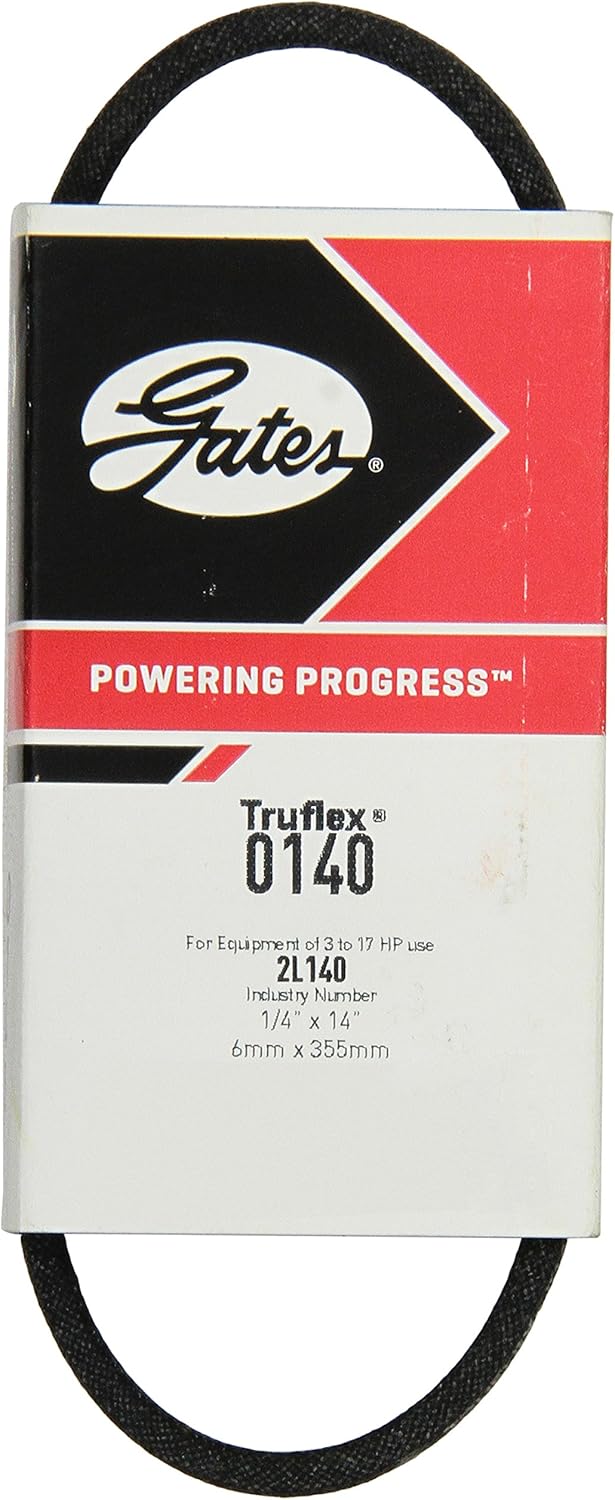 Gates®
POWERING PROGRESS™
Truflex®
0140
For Equipment of 3 to 17 HP use
2L140
Industry Number
1/4" x 14"
6mm x 355mm